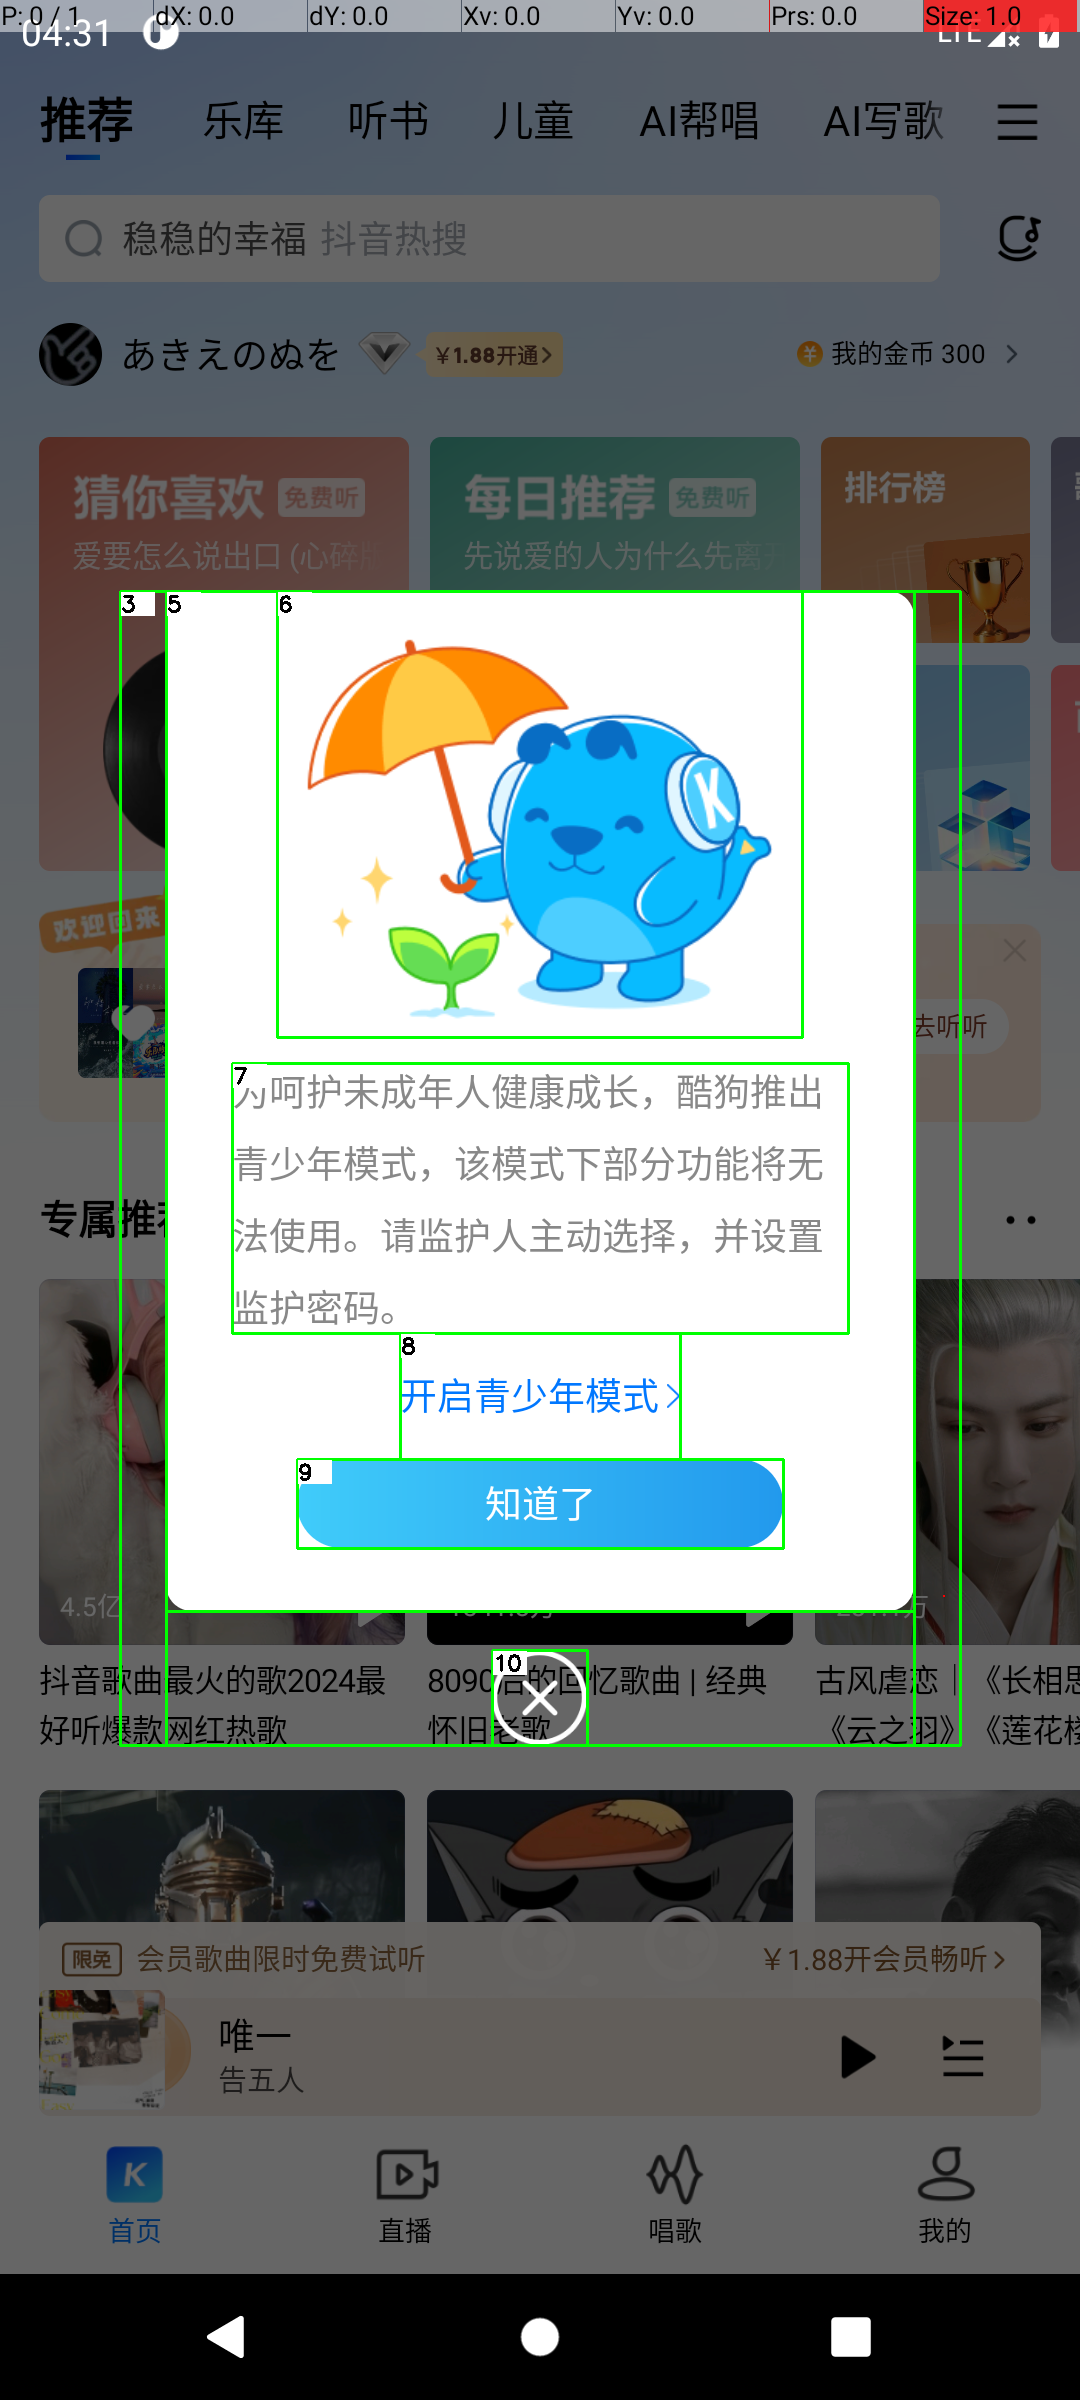 P: 0 / 1 dX: 0.0 dY: 0.0 Xv: 0.0 Yv: 0.0 Prs: 0.0 Size: 1.0
04:31 LTE
推荐 乐库 听书 儿童 AI帮唱 AI写歌
稳稳的幸福 抖音热搜
あきえのぬを ¥1.88开通> 我的金币 300 >
猜你喜欢 免费听 每日推荐 免费听 排行榜
爱要怎么说出口 (心碎 先说爱的人为什么先离
3 5 6
K
欢迎回来
去听听
7
为呵护未成年人健康成长，酷狗推出
青少年模式，该模式下部分功能将无
法使用。请监护人主动选择，并设置
监护密码。
专属推
8
开启青少年模式>
9
知道了
4.5亿
10
抖音歌曲最火的歌2024最
好听爆款网红热歌
8090后的回忆歌曲 | 经典
怀旧老歌
古风虐恋｜《长相思
《云之羽》《莲花楼
限免 会员歌曲限时免费试听 ¥1.88开会员畅听>
唯一
告五人
K
首页 直播 唱歌 我的